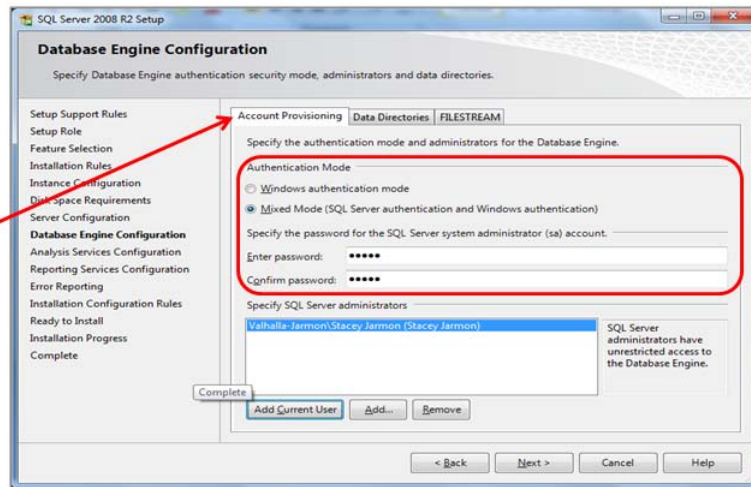 SQL Server 2008 R2 Setup
Database Engine Configuration
Specify Database Engine authentication security mode, administrators and data directories.
Setup Support Rules
Setup Role
Feature Selection
Installation Rules
Instance Configuration
Disk Space Requirements
Server Configuration
Database Engine Configuration
Analysis Services Configuration
Reporting Services Configuration
Error Reporting
Installation Configuration Rules
Ready to Install
Installation Progress
Complete
Complete
Account Provisioning Data Directories FILESTREAM
Specify the authentication mode and administrators for the Database Engine.
Authentication Mode
Windows authentication mode
Mixed Mode (SQL Server authentication and Windows authentication)
Specify the password for the SQL Server system administrator (sa) account.
Enter password: •••••
Confirm password: •••••
Specify SQL Server administrators
Valhalla-Jarmon\Stacey Jarmon (Stacey Jarmon)
SQL Server
administrators have
unrestricted access to
the Database Engine.
Add Current User Add... Remove
< Back Next > Cancel Help